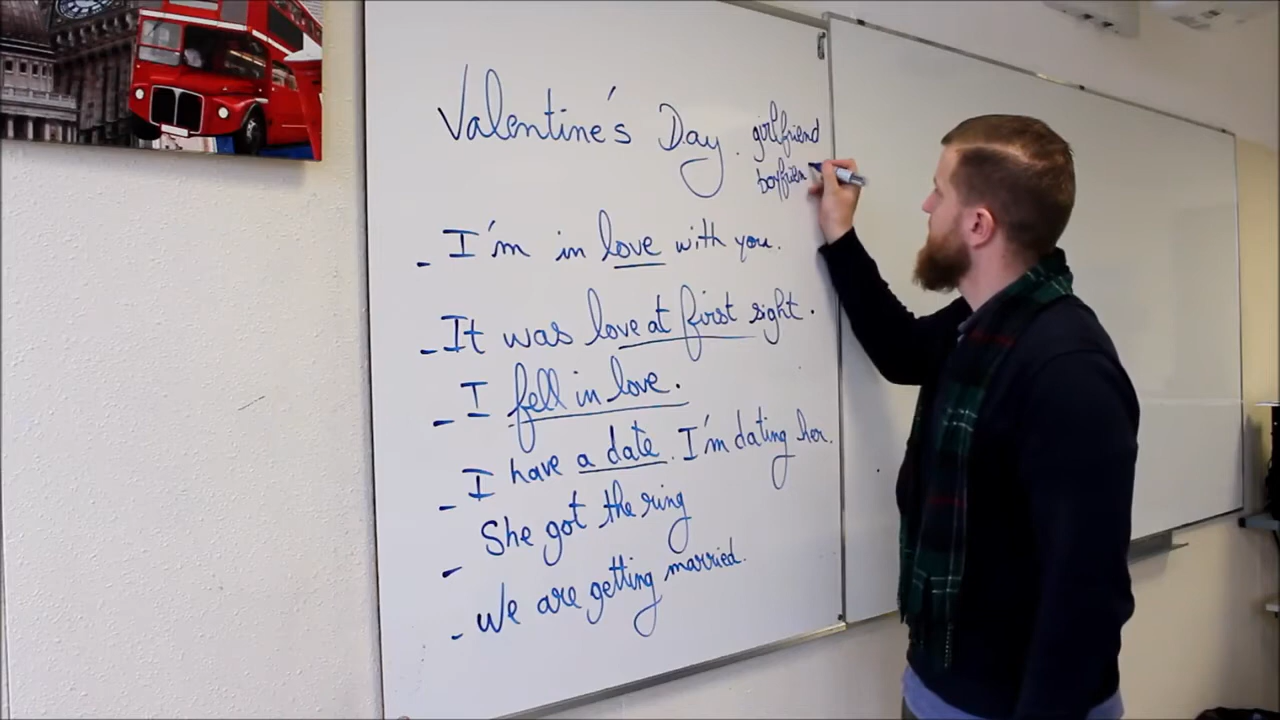 Valentine's Day.
girlfriend
boyfrien
- I'm in love with you.
- It was love at first sight.
- I fell in love.
- I have a date. I'm dating her.
- She got the ring
- We are getting married.